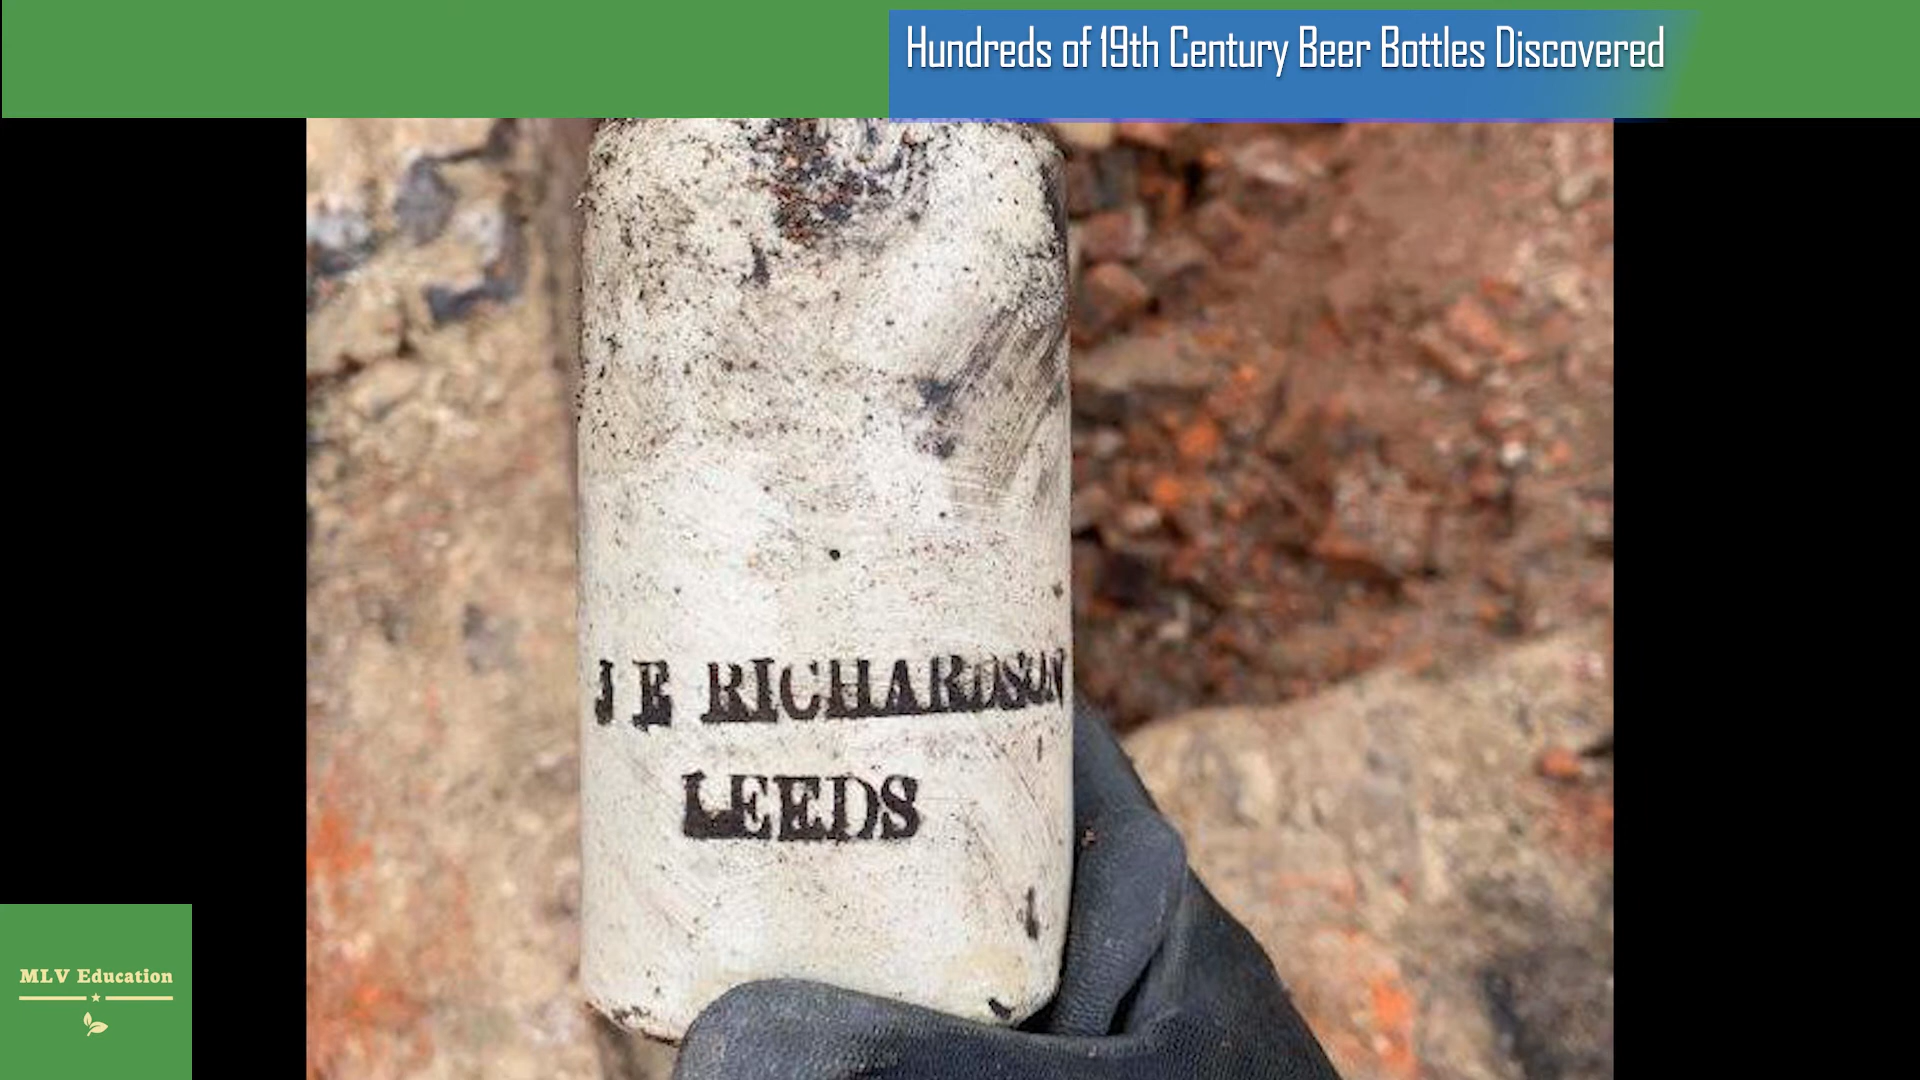 Hundreds of 19th Century Beer Bottles Discovered
J E RICHARDSON
LEEDS
MLV Education